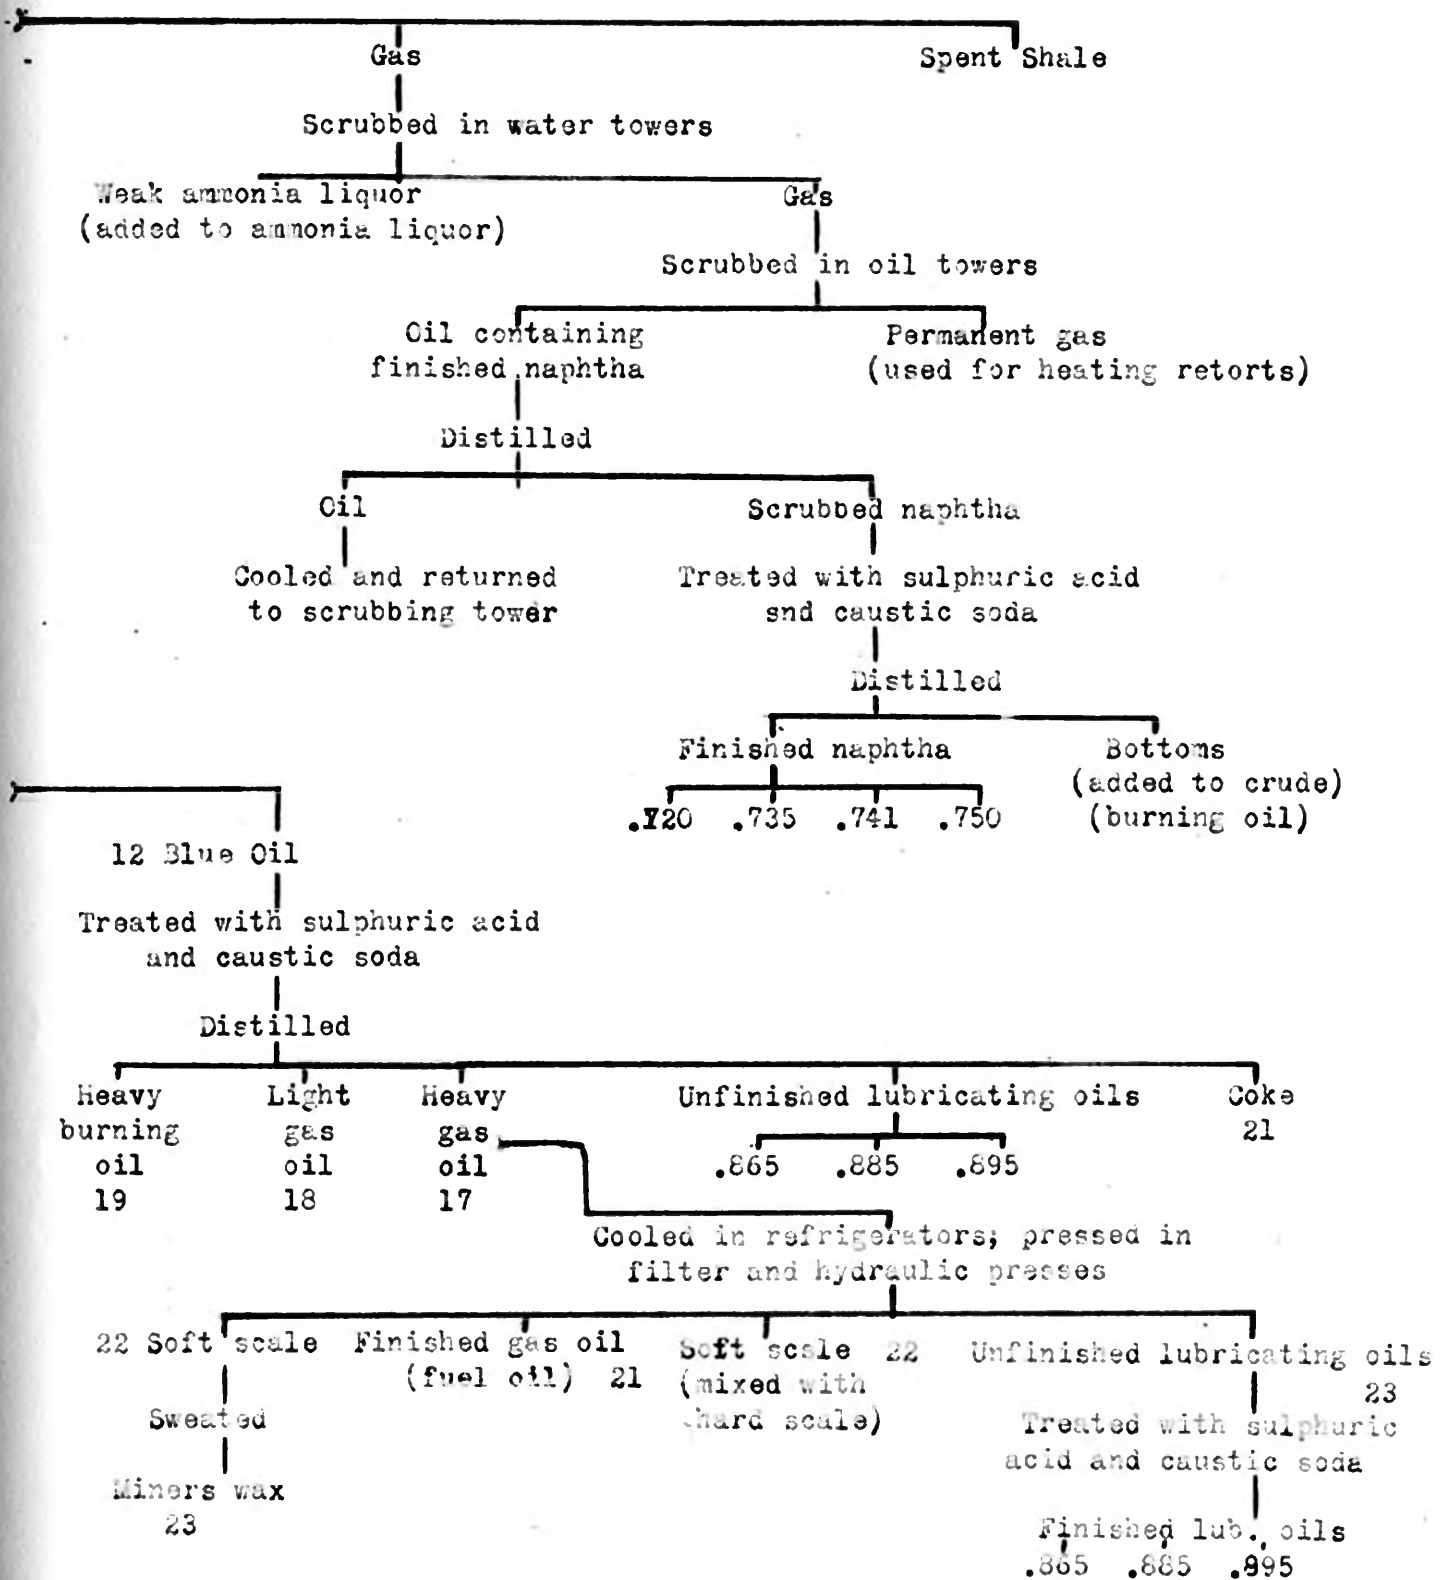 Gas
Spent Shale
Scrubbed in water towers
Weak ammonia liquor
(added to ammonia liquor)
Gas
Scrubbed in oil towers
Oil containing
finished naphtha
Permanent gas
(used for heating retorts)
Distilled
Oil
Scrubbed naphtha
Cooled and returned
to scrubbing tower
Treated with sulphuric acid
snd caustic soda
Distilled
Finished naphtha
Bottoms
(added to crude)
(burning oil)
.720 .735 .741 .750
12 Blue Oil
Treated with sulphuric acid
and caustic soda
Distilled
Heavy
burning
oil
19
Light
gas
oil
18
Heavy
gas
oil
17
Unfinished lubricating oils
.865 .885 .895
Coke
21
Cooled in refrigerators; pressed in
filter and hydraulic presses
22 Soft scale
Sweated
Miners wax
23
Finished gas oil
(fuel oil) 21
Soft scsle 22
(mixed with
hard scale)
Unfinished lubricating oils
23
Treated with sulphuric
acid and caustic soda
Finished lub. oils
.865 .885 .895